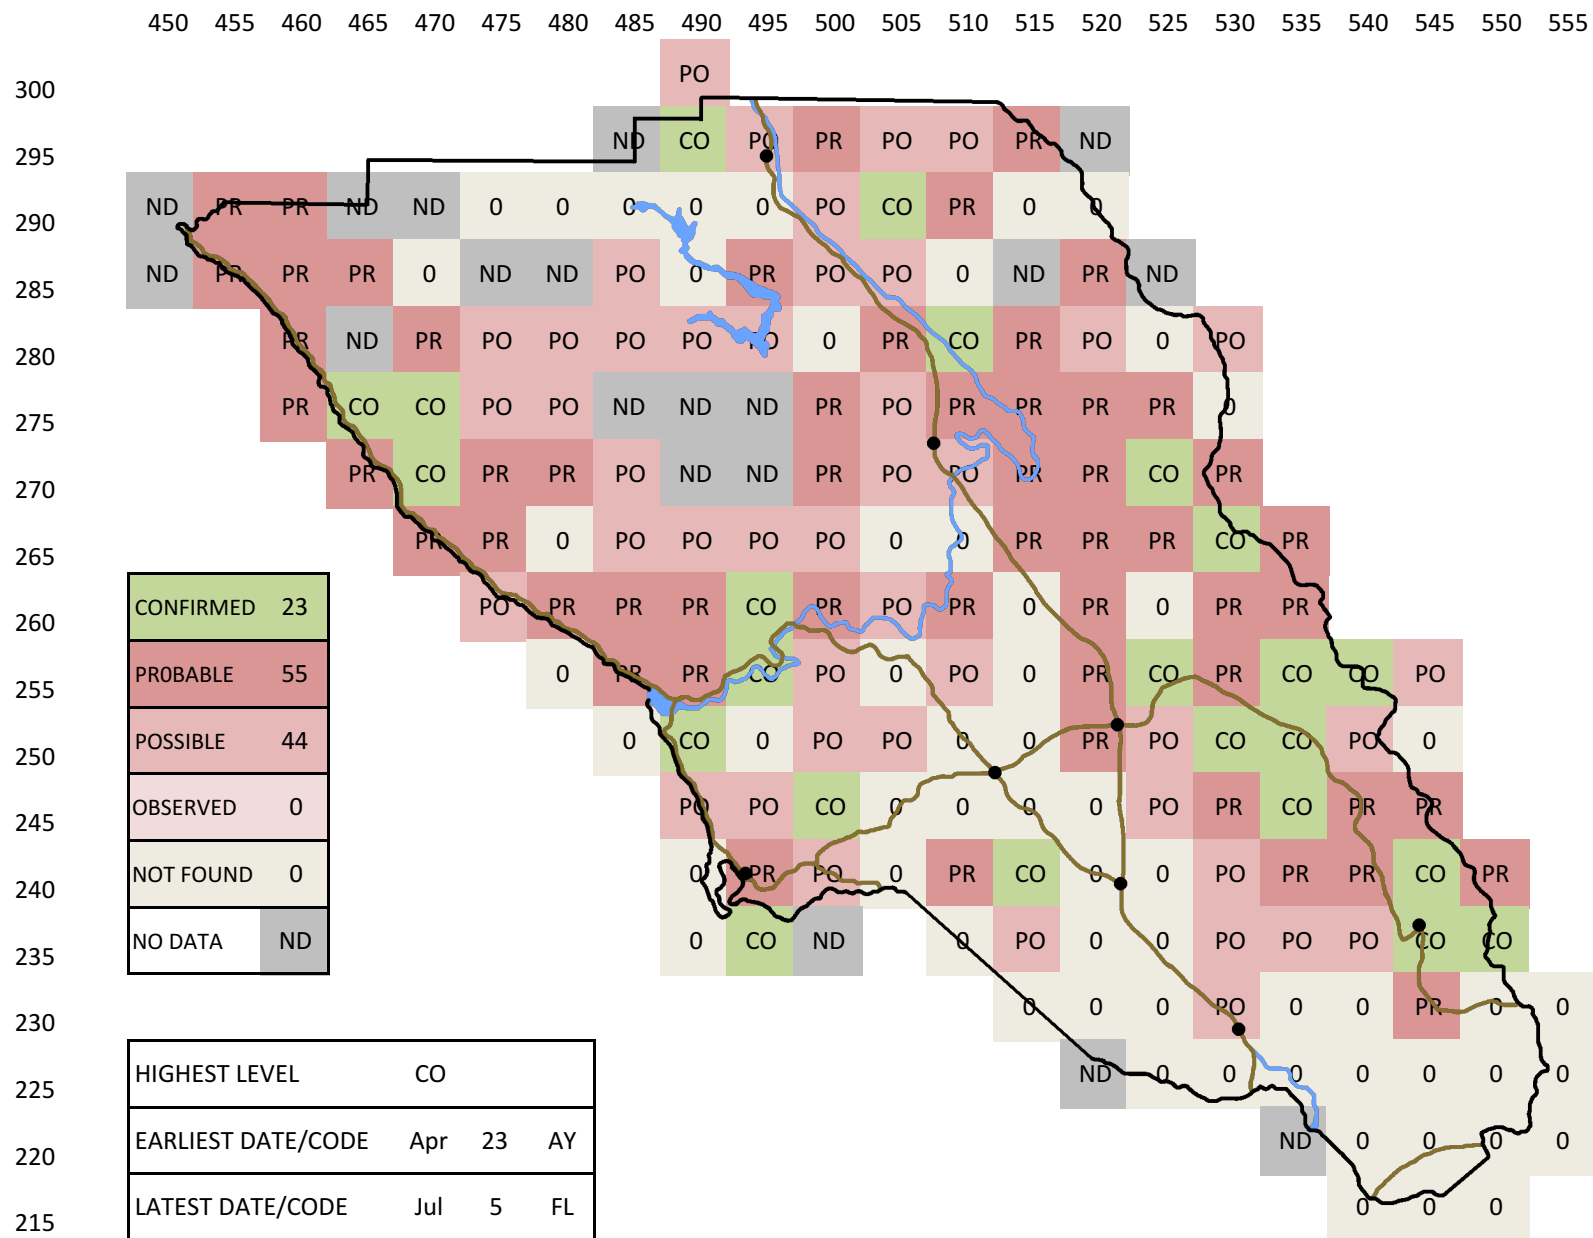 450 455 460 465 470 475 480 485 490 495 500 505 510 515 520 525 530 535 540 545 550 555
PO
300
ND CO PO PR PO PO PR ND
295
ND PR PR ND ND 0 0 0 0 0 PO CO PR 0 0
290
ND PR PR PR 0 ND ND PO 0 PR PO PO 0 ND PR ND
285
PR ND PR PO PO PO PO PO 0 PR CO PR PO 0 PO
280
PR CO CO PO PO ND ND ND PR PO PR PR PR PR 0
275
PR CO PR PR PO ND ND PR PO PO PR PR CO PR
270
PR PR 0 PO PO PO PO 0 0 PR PR PR CO PR
265
CONFIRMED 23
PO PR PR PR CO PR PO PR 0 PR 0 PR PR
260
PR0BABLE 55
0 PR PR CO PO 0 PO 0 PR CO PR CO CO PO
255
POSSIBLE 44
0 CO 0 PO PO 0 0 PR PO CO CO PO 0
250
OBSERVED 0
PO PO CO 0 0 0 0 PO PR CO PR PR
245
NOT FOUND 0
0 PR PO 0 PR CO 0 0 PO PR PR CO PR
240
NO DATA ND
0 CO ND 0 PO 0 0 PO PO PO CO CO
235
0 0 0 PO 0 0 PR 0 0
230
HIGHEST LEVEL CO
ND 0 0 0 0 0 0 0
225
EARLIEST DATE/CODE Apr 23 AY
ND 0 0 0 0
220
LATEST DATE/CODE Jul 5 FL
0 0 0
215